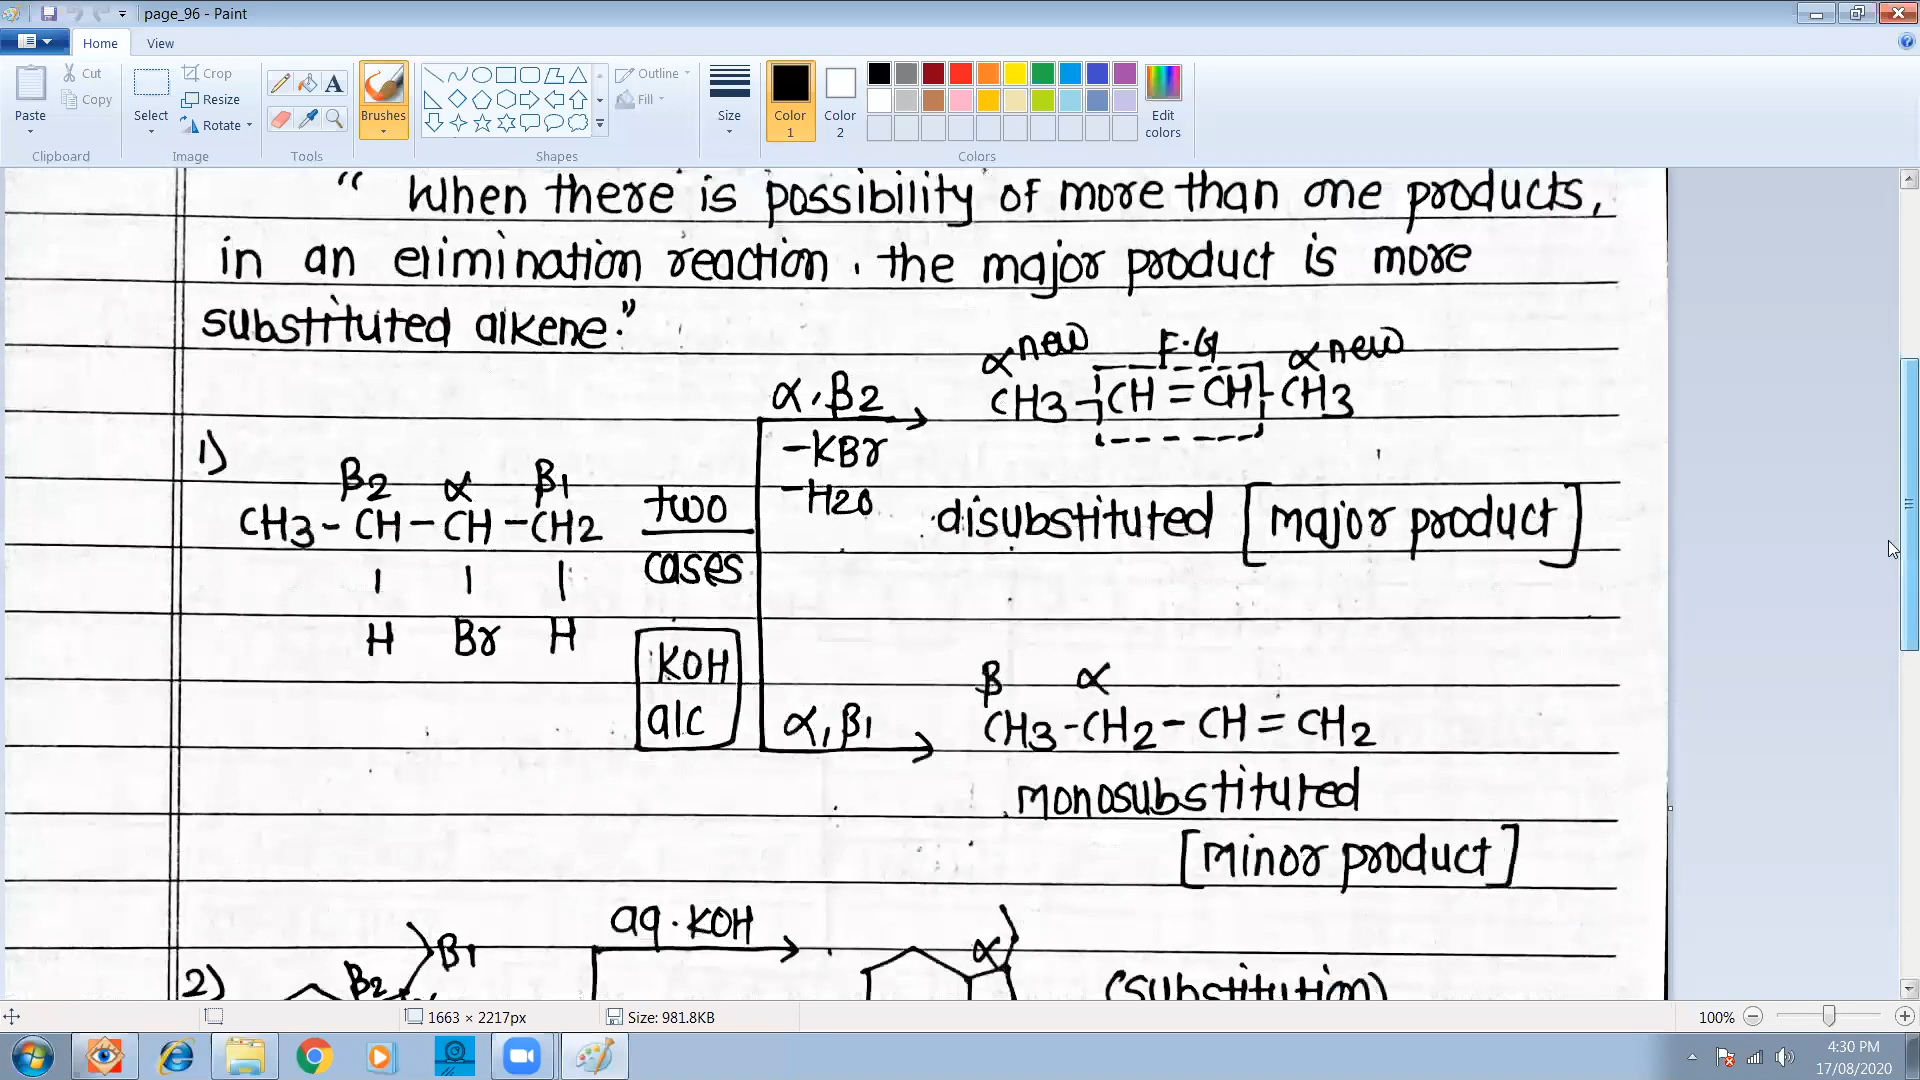 page_96 - Paint
Home View
Paste Cut Copy Clipboard
Select Crop Resize Rotate Image
Tools
Brushes
Shapes Outline Fill
Size
Color 1 Color 2
Edit colors
Colors
“ When there is possibility of more than one products,
in an elimination reaction, the major product is more
substituted alkene.”
α new F.G α new
α, β2 CH3 - CH = CH - CH3
1) -KBr
β2 α β1 -H2O
CH3 - CH - CH - CH2 two cases disubstituted [major product]
| | |
H Br H
KOH alc
β α
α, β1 CH3 - CH2 - CH = CH2
monosubstituted
[minor product]
aq. KOH
2) β2 β1 α (substitution)
1663 × 2217px Size: 981.8KB 100%
4:30 PM
17/08/2020